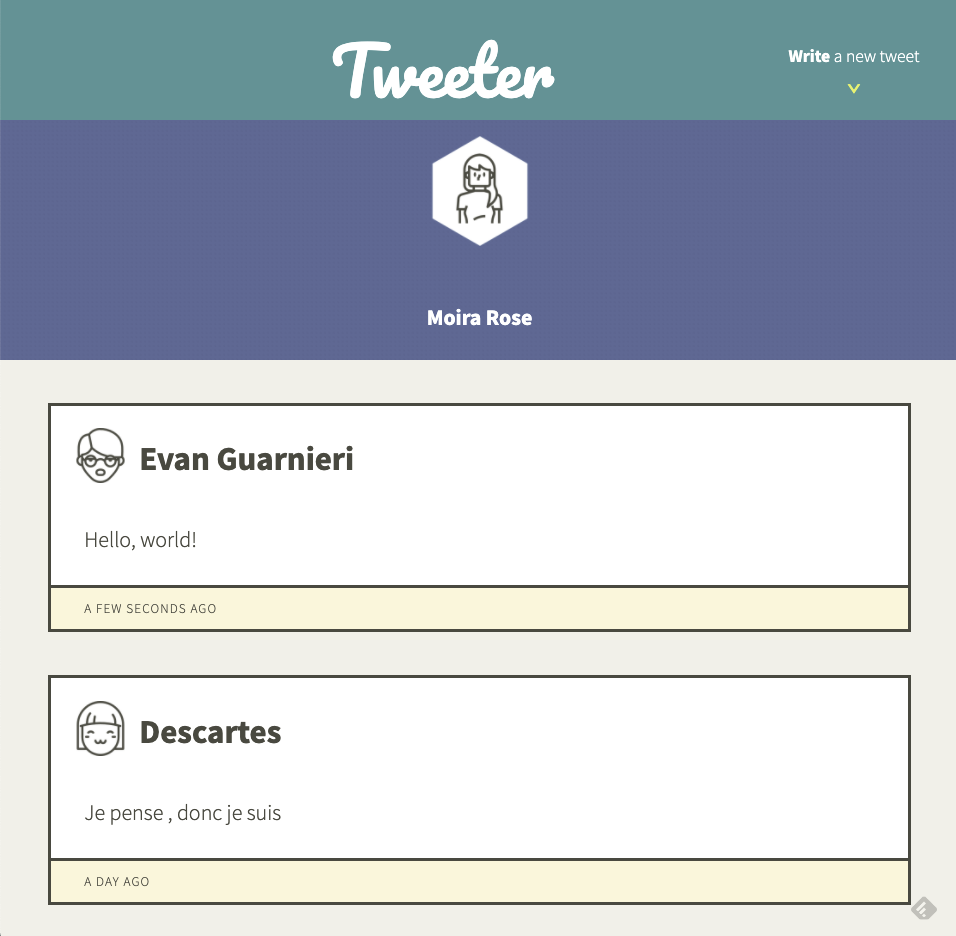 Tweeter
Write a new tweet
Moira Rose
Evan Guarnieri
Hello, world!
A FEW SECONDS AGO
Descartes
Je pense , donc je suis
A DAY AGO